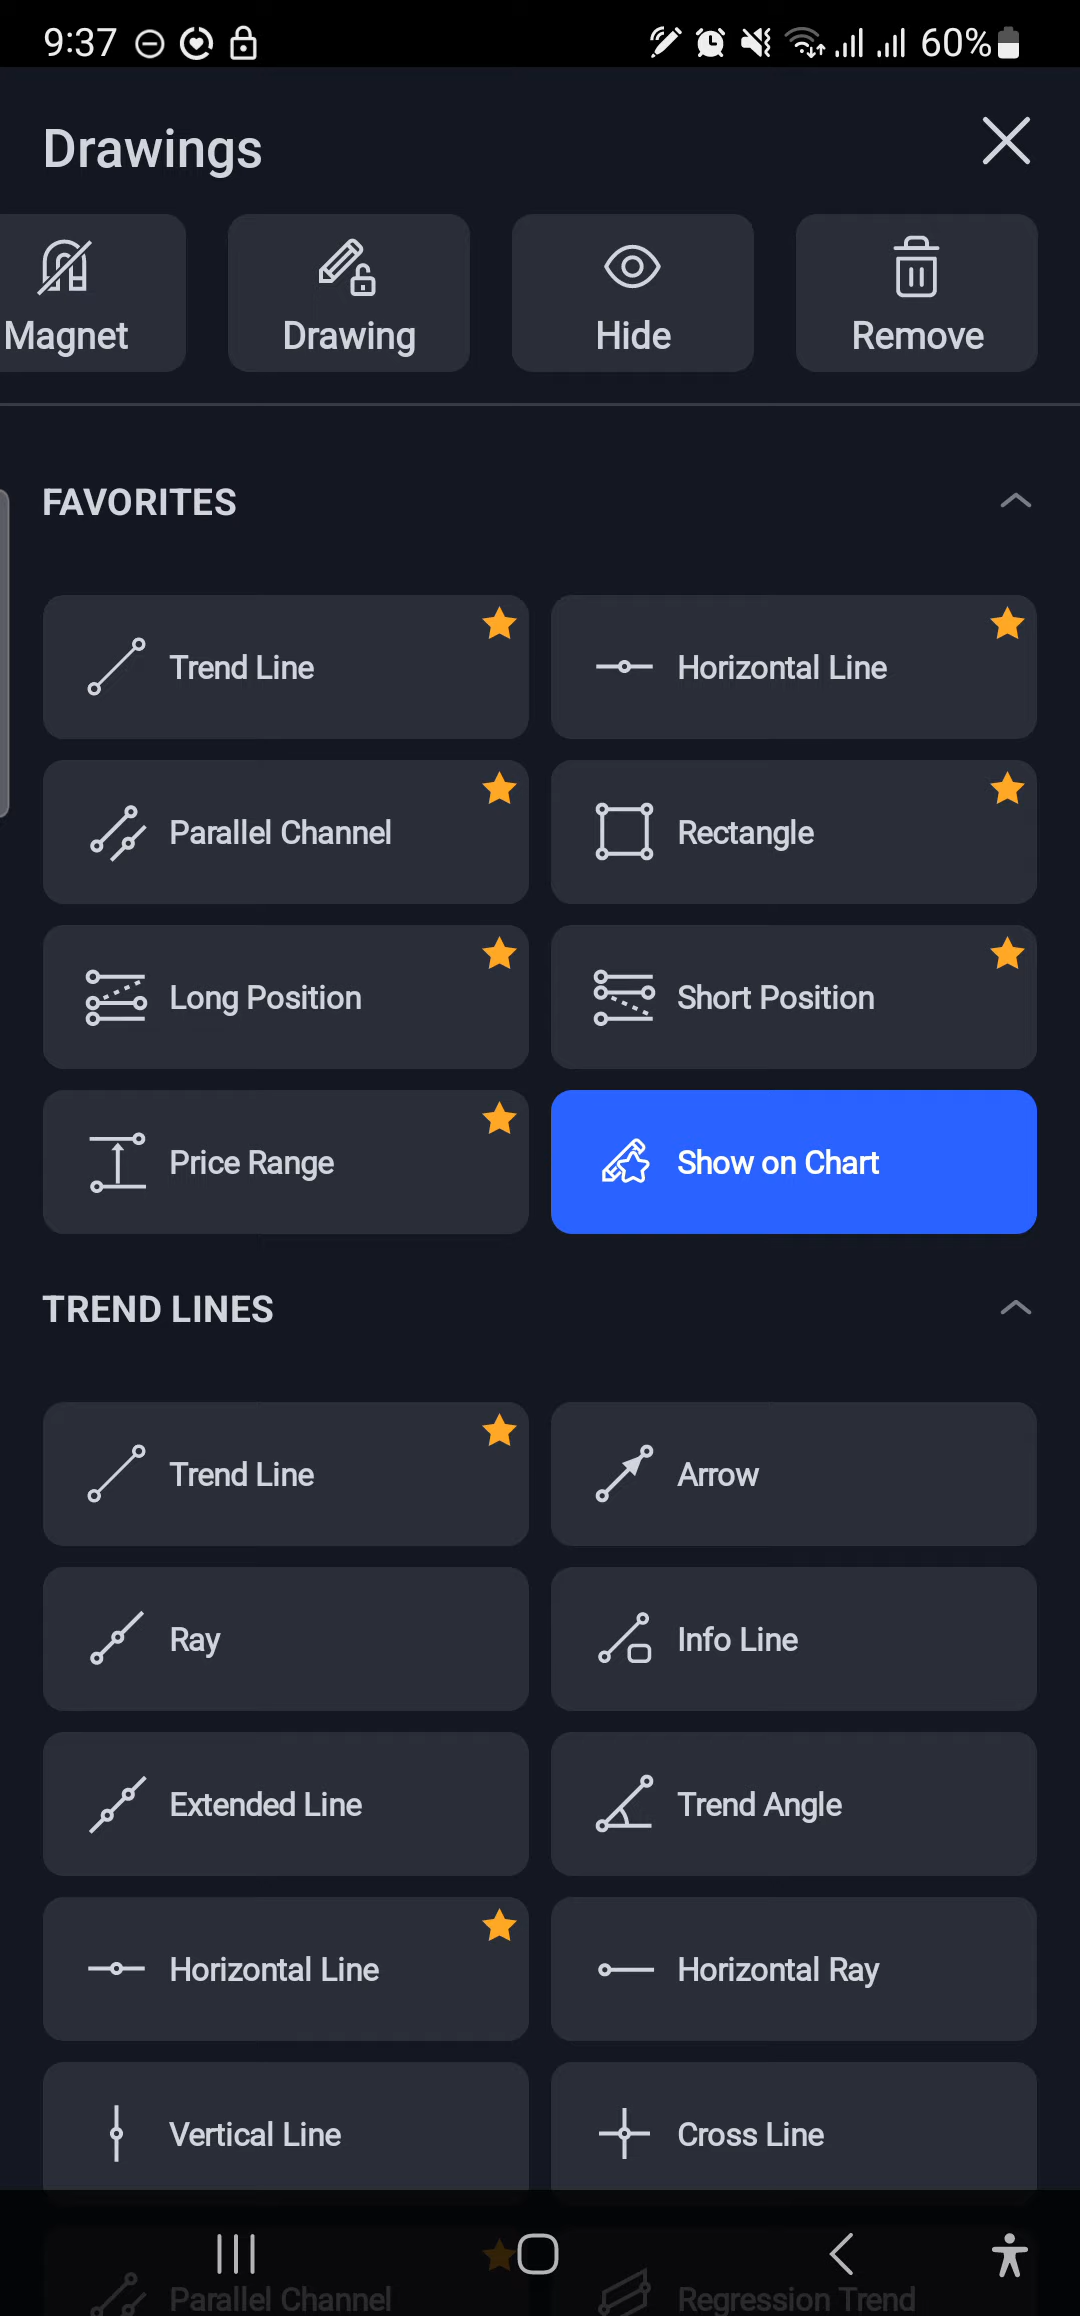 9:37
60%
Drawings
Magnet
Drawing
Hide
Remove
FAVORITES
Trend Line
Horizontal Line
Parallel Channel
Rectangle
Long Position
Short Position
Price Range
Show on Chart
TREND LINES
Trend Line
Arrow
Ray
Info Line
Extended Line
Trend Angle
Horizontal Line
Horizontal Ray
Vertical Line
Cross Line
Parallel Channel
Regression Trend